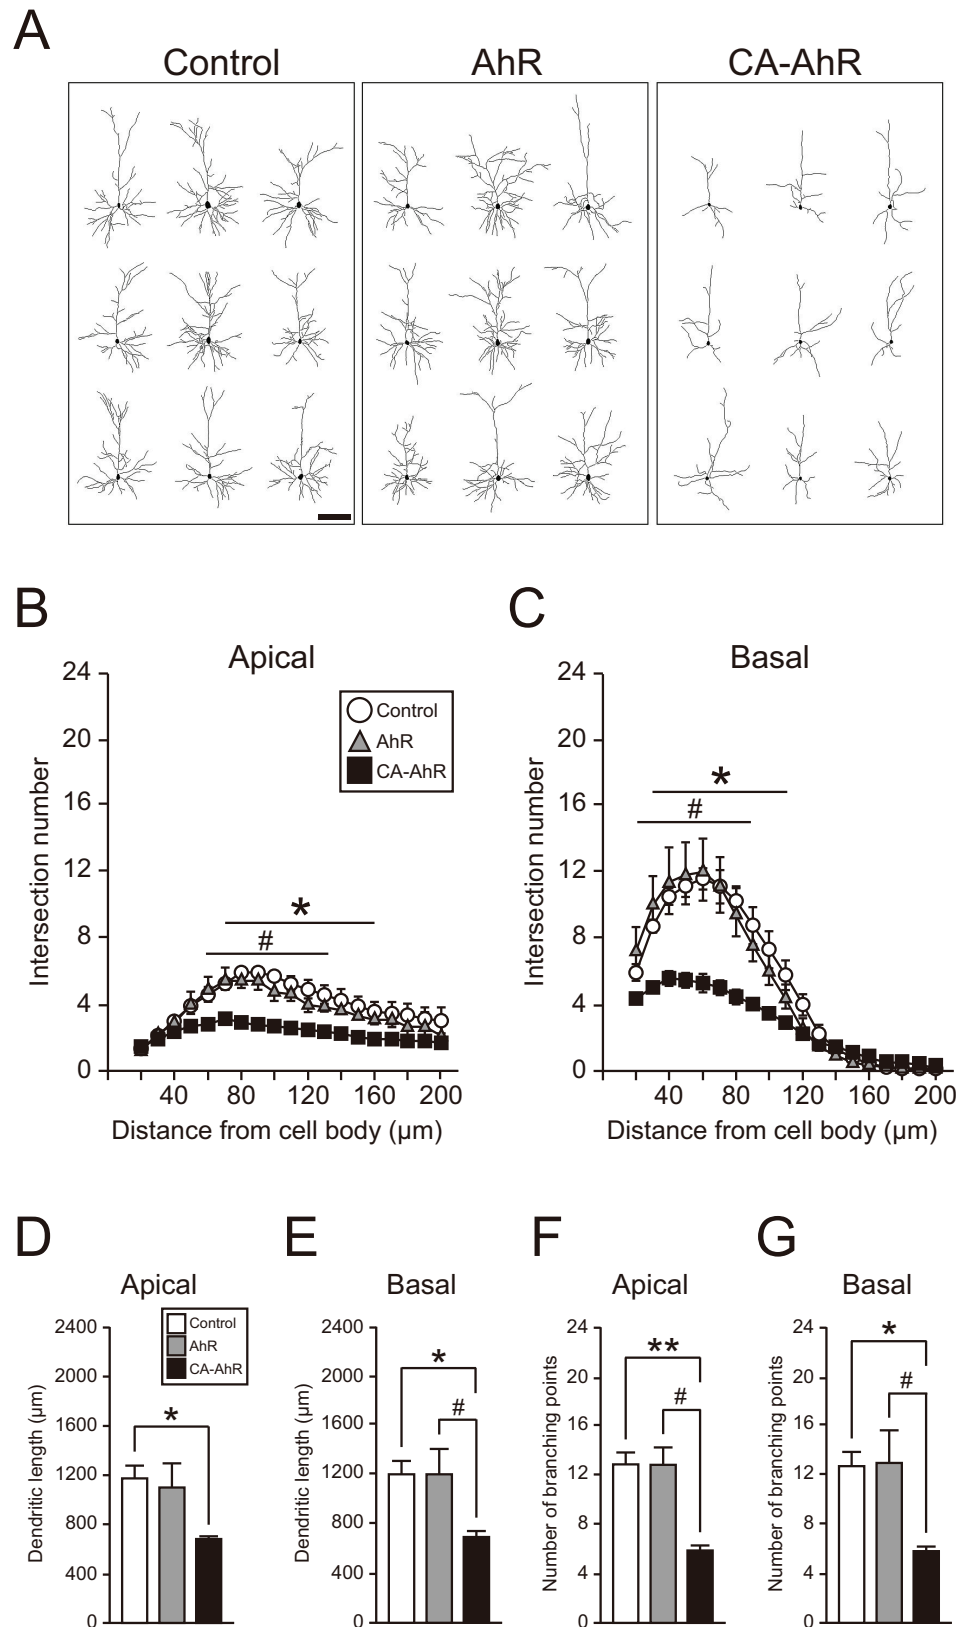 A
Control
AhR
CA-AhR
B
Apical
24
20
16
12
8
4
0
Intersection number
Control
AhR
CA-AhR
*
#
40
80
120
160
200
Distance from cell body (μm)
C
Basal
24
20
16
12
8
4
0
Intersection number
*
#
40
80
120
160
200
Distance from cell body (μm)
D
Apical
Control
AhR
CA-AhR
2400
2000
1600
1200
800
400
0
Dendritic length (μm)
*
E
Basal
2400
2000
1600
1200
800
400
0
Dendritic length (μm)
*
#
F
Apical
24
20
16
12
8
4
0
Number of branching points
**
#
G
Basal
24
20
16
12
8
4
0
Number of branching points
*
#